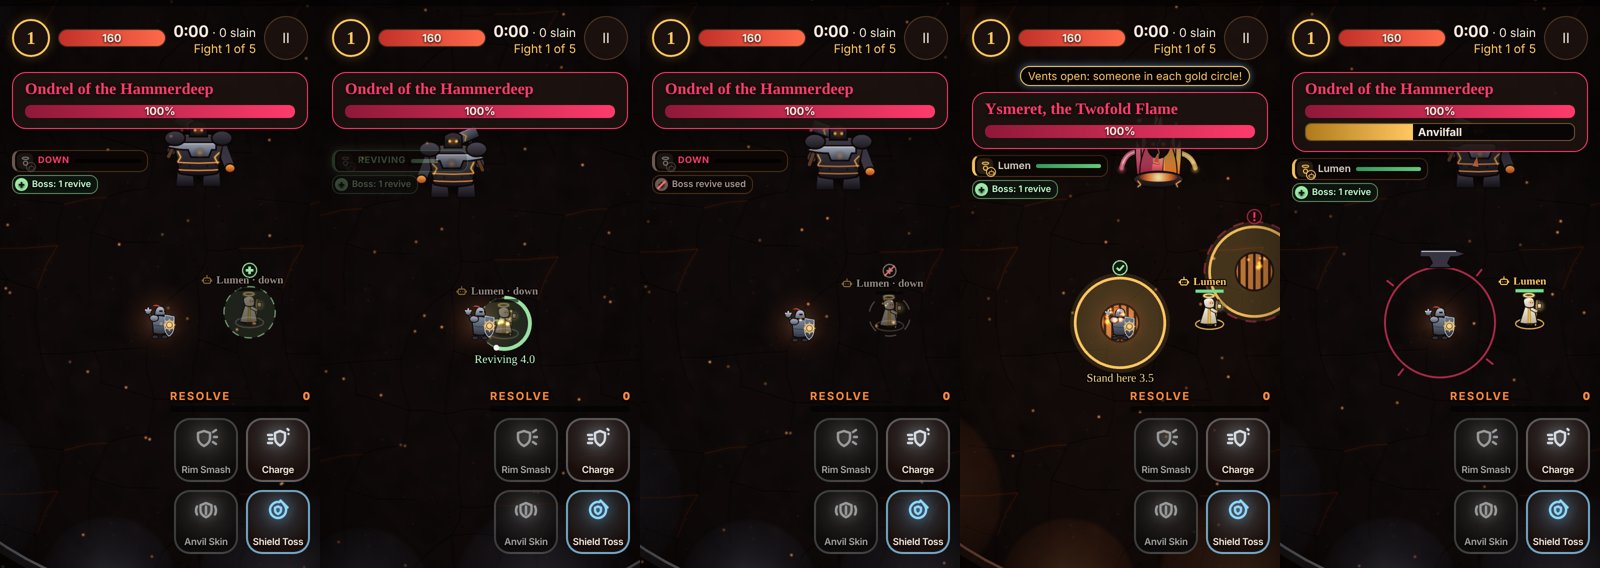 1
160
0:00 · 0 slain
Fight 1 of 5
Ondrel of the Hammerdeep
100%
DOWN
Boss: 1 revive
Lumen · down
RESOLVE 0
Rim Smash
Charge
Anvil Skin
Shield Toss
1
160
0:00 · 0 slain
Fight 1 of 5
Ondrel of the Hammerdeep
100%
REVIVING
Boss: 1 revive
Lumen · down
Reviving 4.0
RESOLVE 0
Rim Smash
Charge
Anvil Skin
Shield Toss
1
160
0:00 · 0 slain
Fight 1 of 5
Ondrel of the Hammerdeep
100%
DOWN
Boss revive used
Lumen · down
RESOLVE 0
Rim Smash
Charge
Anvil Skin
Shield Toss
1
160
0:00 · 0 slain
Fight 1 of 5
Vents open: someone in each gold circle!
Ysmeret, the Twofold Flame
100%
Lumen
Boss: 1 revive
Lumen
Stand here 3.5
RESOLVE 0
Rim Smash
Charge
Anvil Skin
Shield Toss
1
160
0:00 · 0 slain
Fight 1 of 5
Ondrel of the Hammerdeep
100%
Anvilfall
Lumen
Boss: 1 revive
Lumen
RESOLVE 0
Rim Smash
Charge
Anvil Skin
Shield Toss